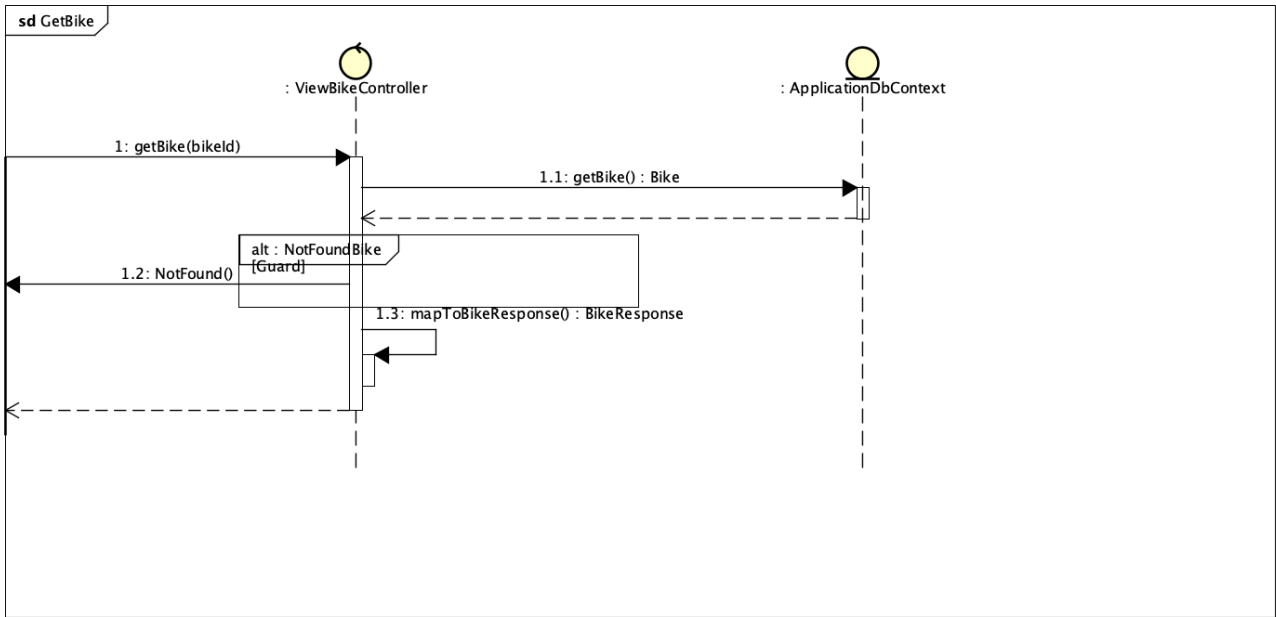 sd GetBike
: ViewBikeController
: ApplicationDbContext
1: getBike(bikeId)
1.1: getBike() : Bike
alt : NotFoundBike
[Guard]
1.2: NotFound()
1.3: mapToBikeResponse() : BikeResponse